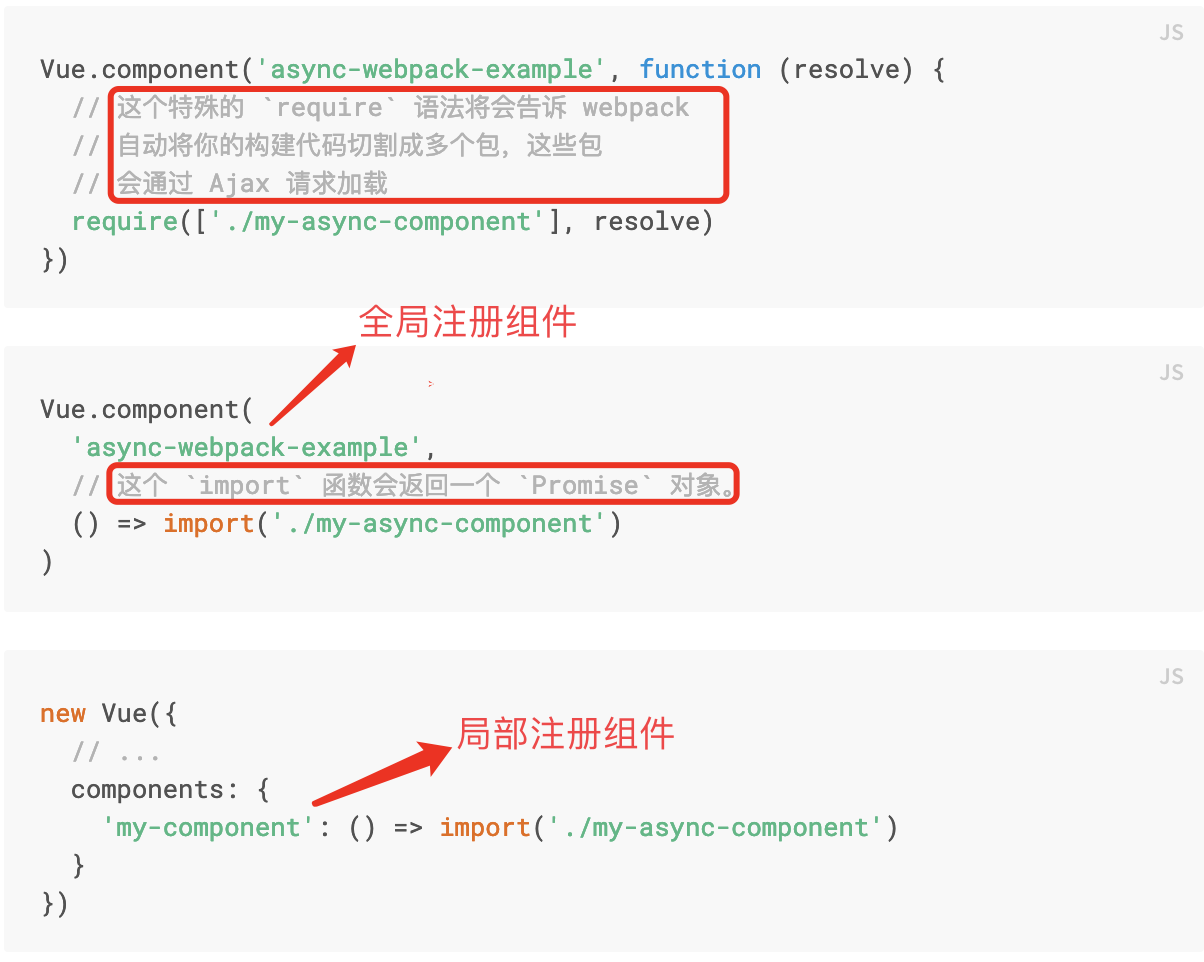 JS
Vue.component('async-webpack-example', function (resolve) {
// 这个特殊的 `require` 语法将会告诉 webpack
// 自动将你的构建代码切割成多个包，这些包
// 会通过 Ajax 请求加载
require(['./my-async-component'], resolve)
})
全局注册组件
JS
Vue.component(
'async-webpack-example',
// 这个 `import` 函数会返回一个 `Promise` 对象。
() => import('./my-async-component')
)
JS
new Vue({
// ...
局部注册组件
components: {
'my-component': () => import('./my-async-component')
}
})